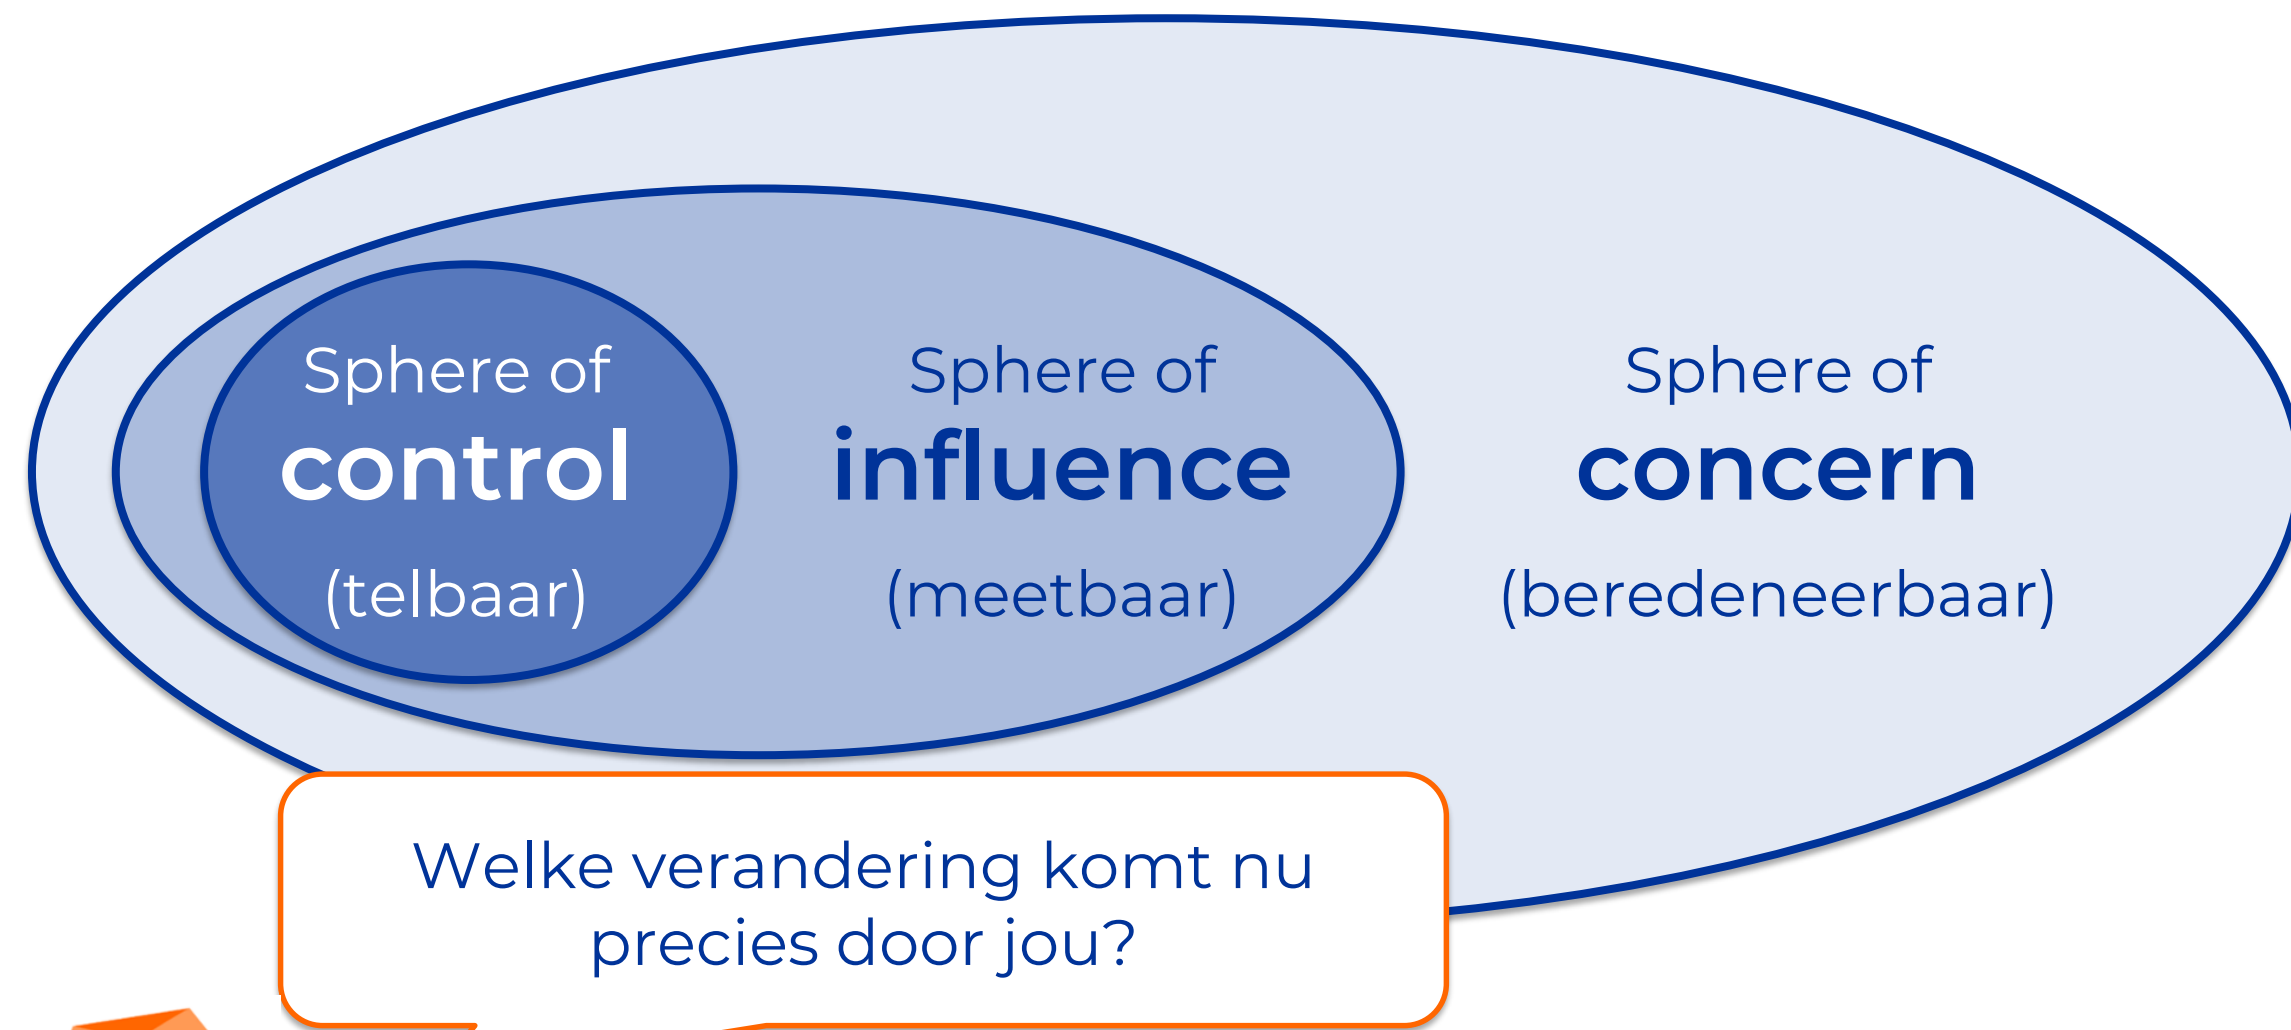 Sphere of
control
(telbaar)
Sphere of
influence
(meetbaar)
Sphere of
concern
(beredeneerbaar)
Welke verandering komt nu
precies door jou?